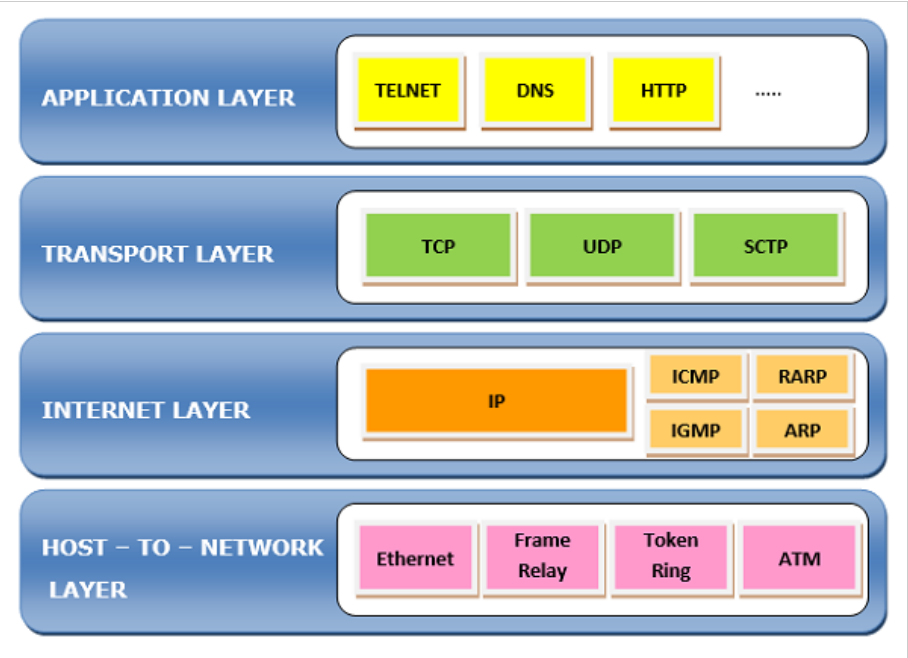 APPLICATION LAYER
TELNET
DNS
HTTP
.....
TRANSPORT LAYER
TCP
UDP
SCTP
INTERNET LAYER
IP
ICMP
RARP
IGMP
ARP
HOST – TO – NETWORK
LAYER
Ethernet
Frame
Relay
Token
Ring
ATM